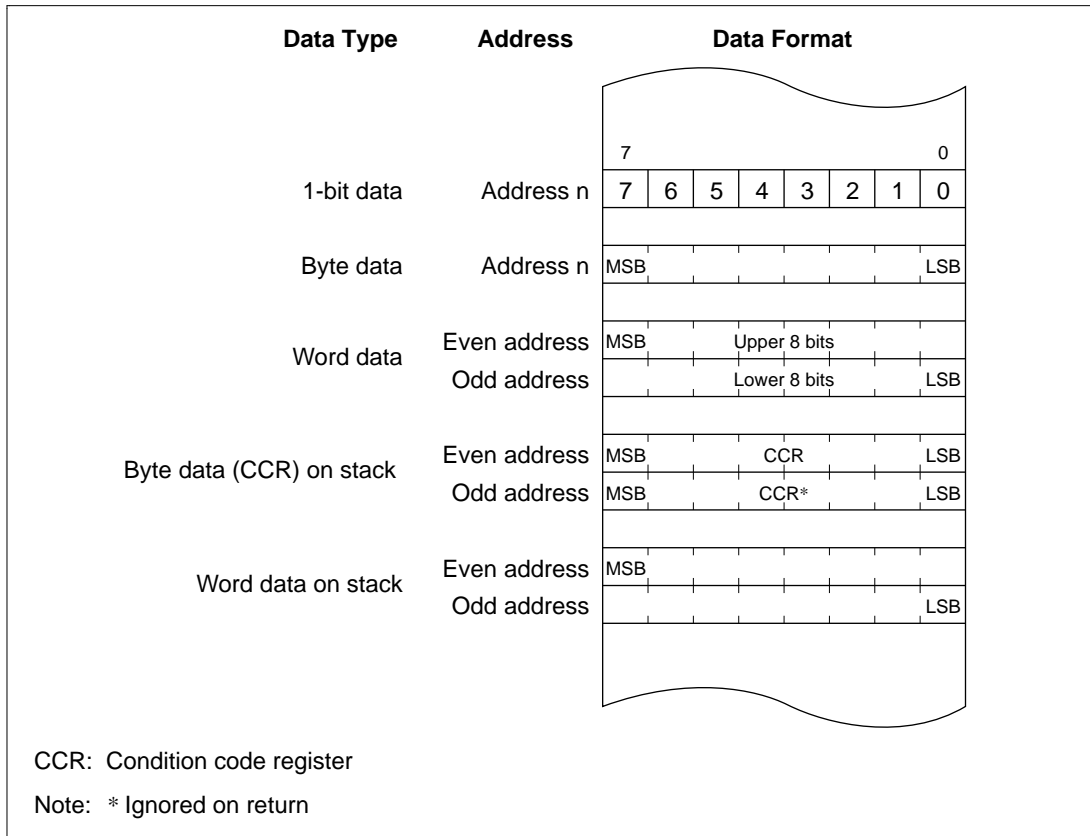 Data Type Address Data Format
7 0
1-bit data Address n 7 6 5 4 3 2 1 0
Byte data Address n MSB LSB
Word data
Even address MSB Upper 8 bits
Odd address Lower 8 bits LSB
Byte data (CCR) on stack
Even address MSB CCR LSB
Odd address MSB CCR* LSB
Word data on stack
Even address MSB
Odd address LSB
CCR: Condition code register
Note: * Ignored on return